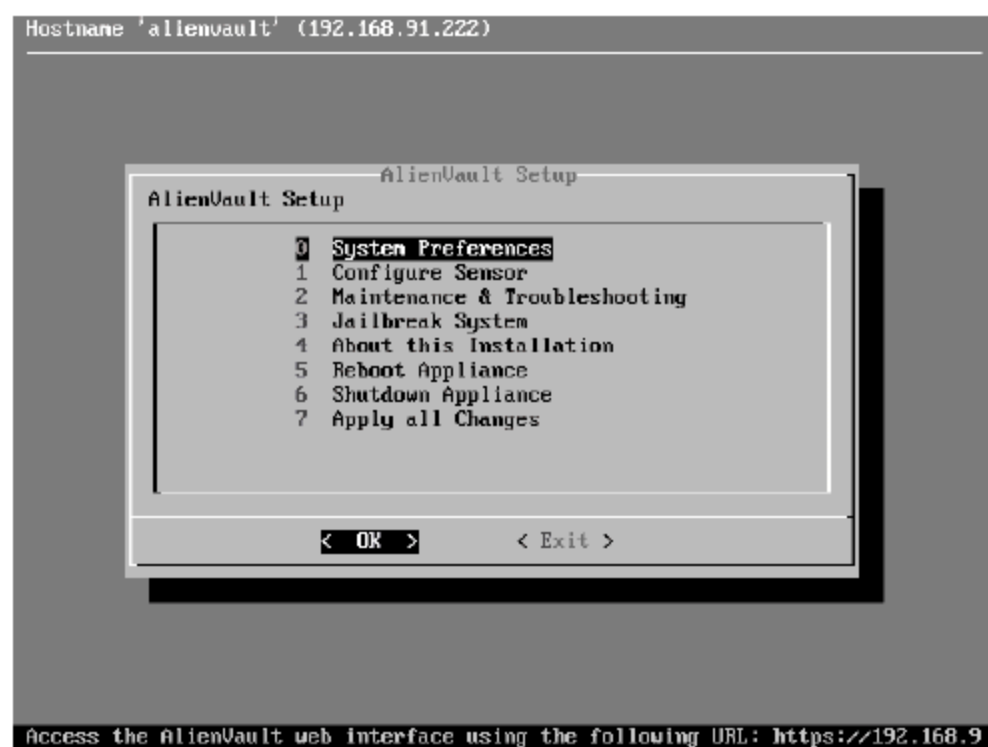 Hostname 'alienvault' (192.168.91.222)
AlienVault Setup
AlienVault Setup
0 System Preferences
1 Configure Sensor
2 Maintenance & Troubleshooting
3 Jailbreak System
4 About this Installation
5 Reboot Appliance
6 Shutdown Appliance
7 Apply all Changes
< OK > < Exit >
Access the AlienVault web interface using the following URL: https://192.168.9